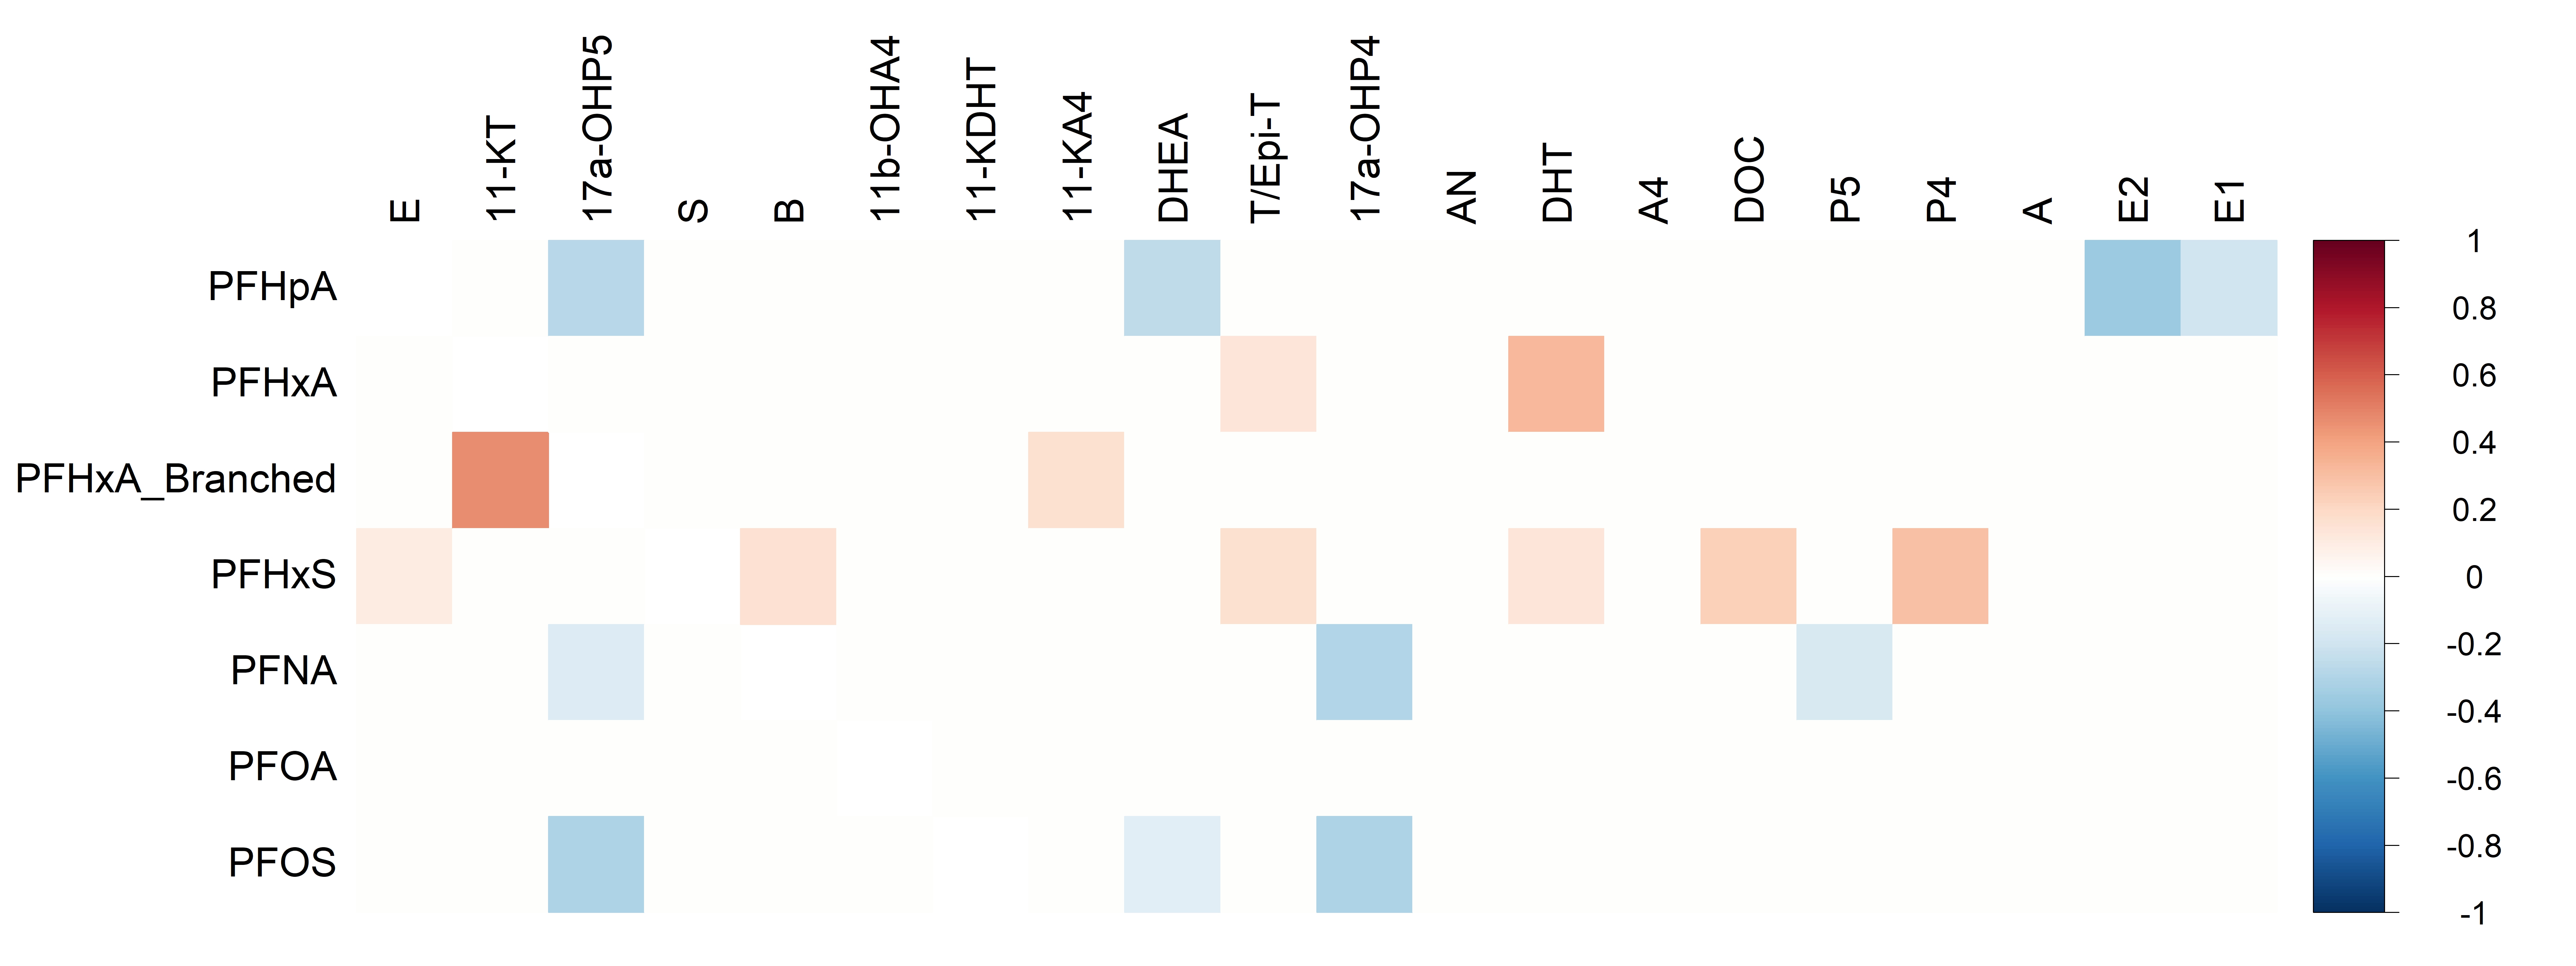 E
11-KT
17a-OHP5
S
B
11b-OHA4
11-KDHT
11-KA4
DHEA
T/Epi-T
17a-OHP4
AN
DHT
A4
DOC
P5
P4
A
E2
E1
PFHpA
PFHxA
PFHxA_Branched
PFHxS
PFNA
PFOA
PFOS
1
0.8
0.6
0.4
0.2
0
-0.2
-0.4
-0.6
-0.8
-1